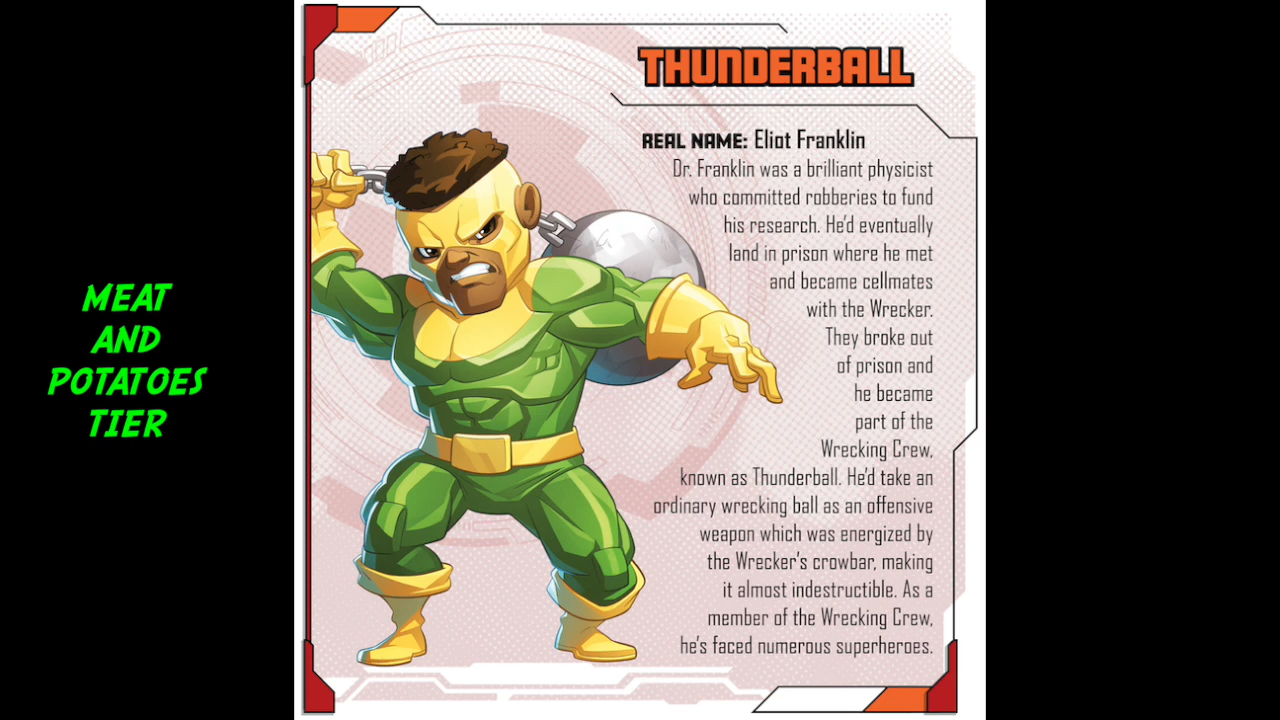 MEAT
AND
POTATOES
TIER
THUNDERBALL
REAL NAME: Eliot Franklin
Dr. Franklin was a brilliant physicist
who committed robberies to fund
his research. He'd eventually
land in prison where he met
and became cellmates
with the Wrecker.
They broke out
of prison and
he became
part of the
Wrecking Crew,
known as Thunderball. He'd take an
ordinary wrecking ball as an offensive
weapon which was energized by
the Wrecker's crowbar, making
it almost indestructible. As a
member of the Wrecking Crew,
he's faced numerous superheroes.